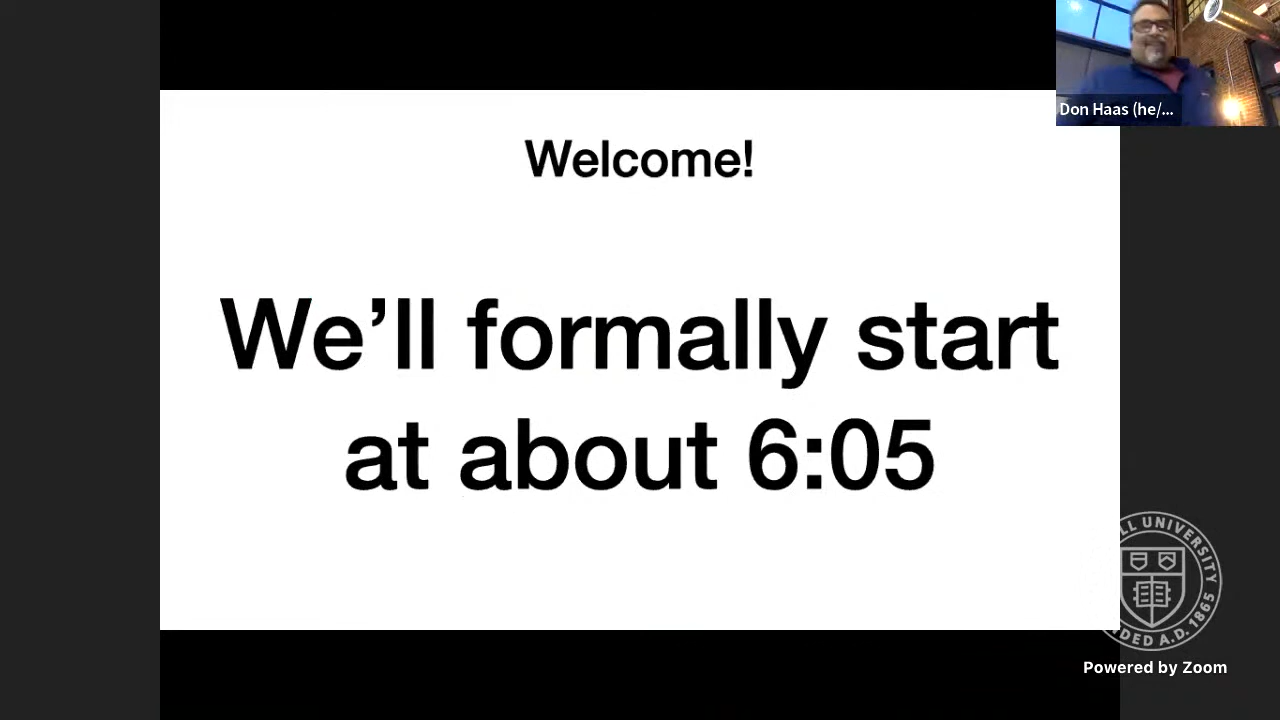 Don Haas (he/...
Welcome!
We’ll formally start
at about 6:05
LL UNIVERSITY
DED A.D. 1865
Powered by Zoom